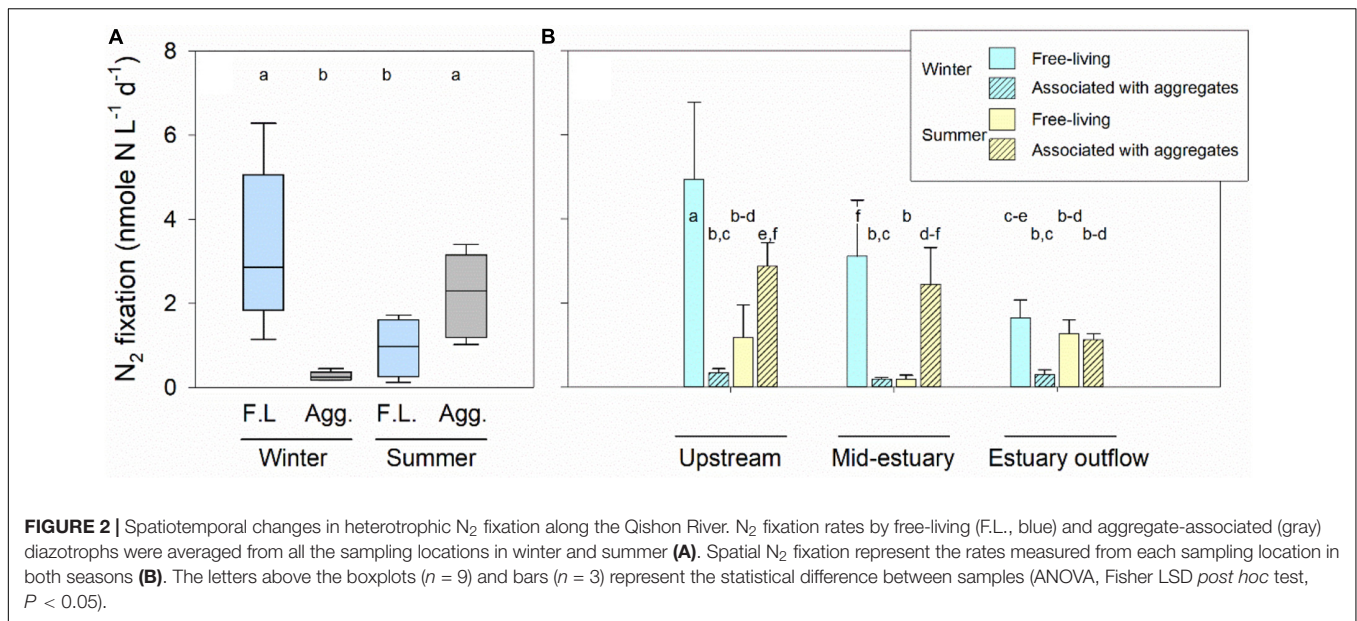 A
B
8
6
4
2
0
N2 fixation (nmole N L-1 d-1)
a b b a
F.L Agg. F.L. Agg.
Winter Summer
Winter
Free-living
Associated with aggregates
Summer
Free-living
Associated with aggregates
a b,c b-d e,f
f b,c b d-f
c-e b,c b-d b-d
Upstream Mid-estuary Estuary outflow
FIGURE 2 | Spatiotemporal changes in heterotrophic N2 fixation along the Qishon River. N2 fixation rates by free-living (F.L., blue) and aggregate-associated (gray)
diazotrophs were averaged from all the sampling locations in winter and summer (A). Spatial N2 fixation represent the rates measured from each sampling location in
both seasons (B). The letters above the boxplots (n = 9) and bars (n = 3) represent the statistical difference between samples (ANOVA, Fisher LSD post hoc test,
P < 0.05).